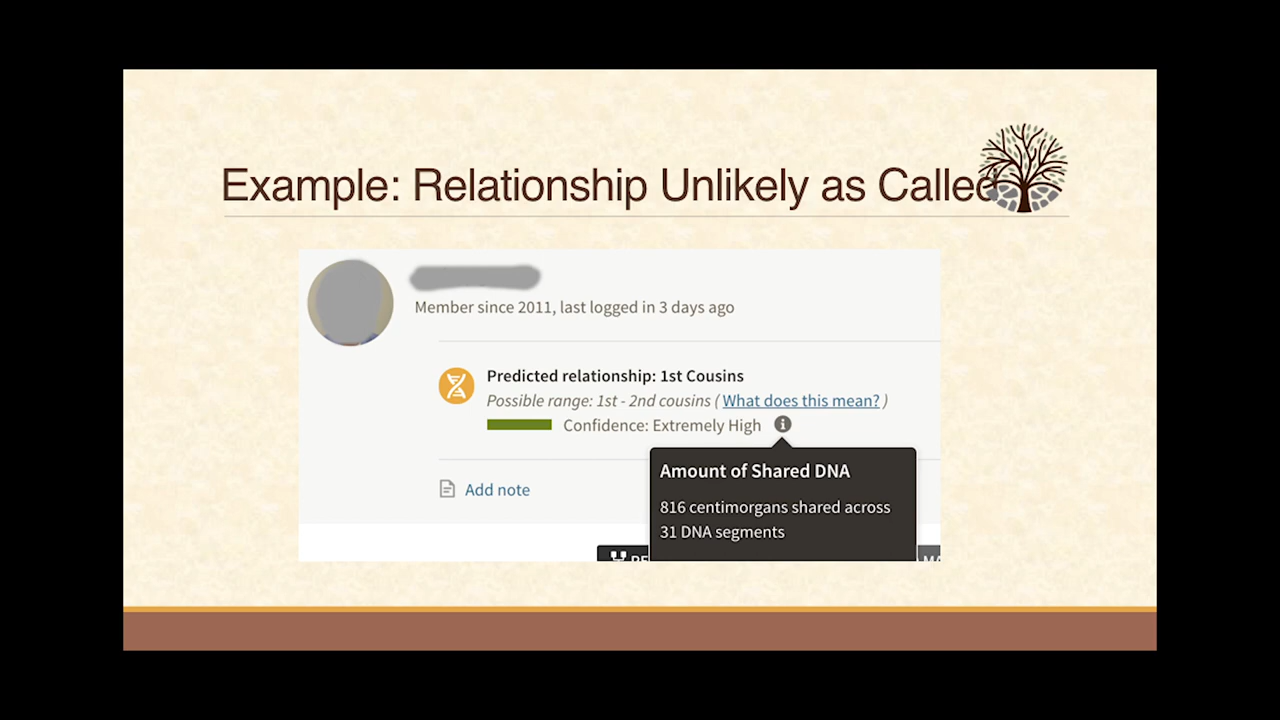 Example: Relationship Unlikely as Called
Member since 2011, last logged in 3 days ago
Predicted relationship: 1st Cousins
Possible range: 1st - 2nd cousins ( What does this mean? )
Confidence: Extremely High
Amount of Shared DNA
816 centimorgans shared across
31 DNA segments
Add note